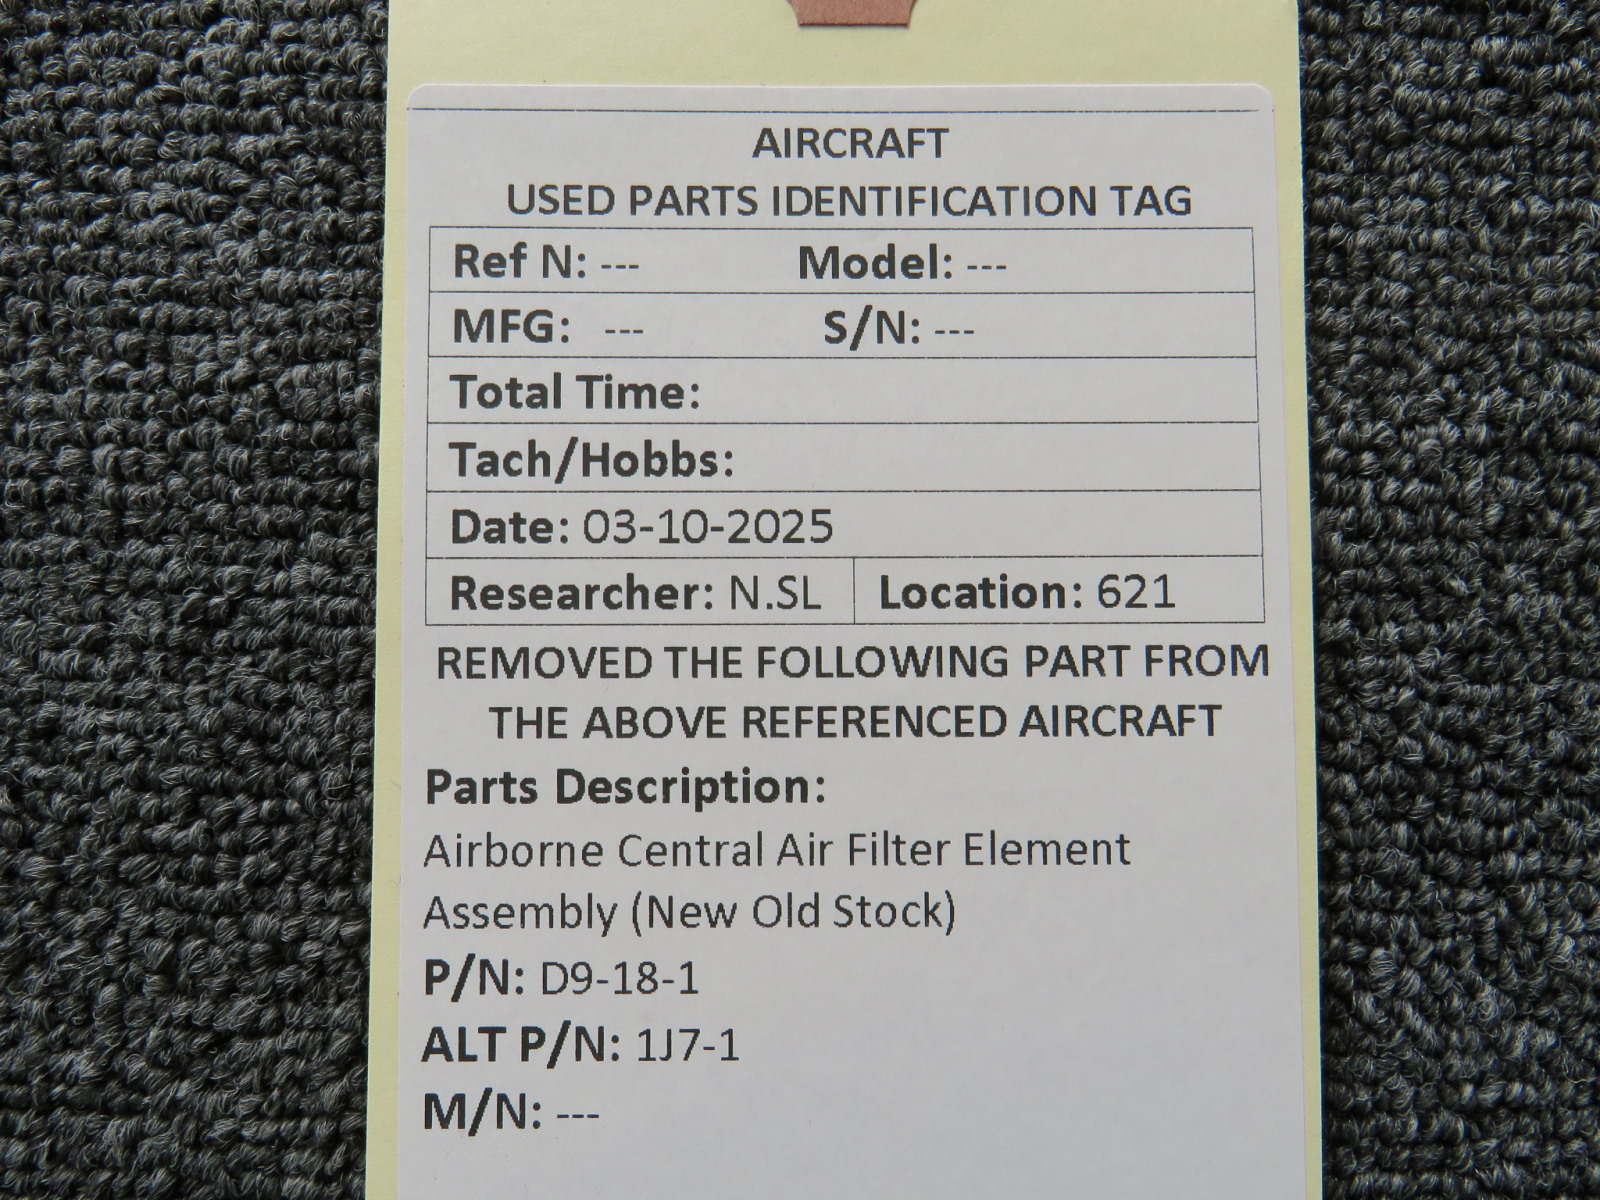 AIRCRAFT
USED PARTS IDENTIFICATION TAG
Ref N: --- Model: ---
MFG: --- S/N: ---
Total Time:
Tach/Hobbs:
Date: 03-10-2025
Researcher: N.SL Location: 621
REMOVED THE FOLLOWING PART FROM
THE ABOVE REFERENCED AIRCRAFT
Parts Description:
Airborne Central Air Filter Element
Assembly (New Old Stock)
P/N: D9-18-1
ALT P/N: 1J7-1
M/N: ---